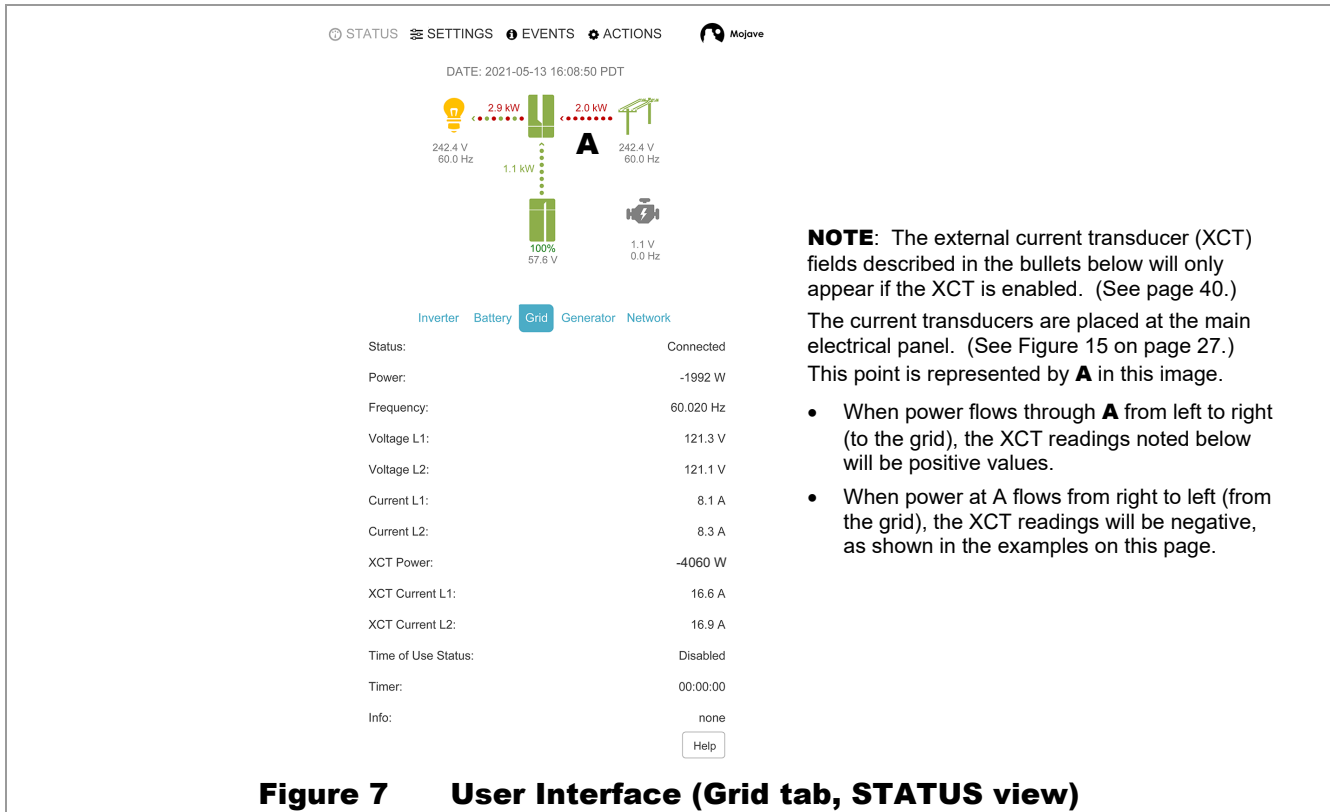 STATUS SETTINGS EVENTS ACTIONS Mojave
DATE: 2021-05-13 16:08:50 PDT
2.9 kW 2.0 kW
A
242.4 V 242.4 V
60.0 Hz 60.0 Hz
1.1 kW
100% 1.1 V
57.6 V 0.0 Hz
Inverter Battery Grid Generator Network
Status: Connected
Power: -1992 W
Frequency: 60.020 Hz
Voltage L1: 121.3 V
Voltage L2: 121.1 V
Current L1: 8.1 A
Current L2: 8.3 A
XCT Power: -4060 W
XCT Current L1: 16.6 A
XCT Current L2: 16.9 A
Time of Use Status: Disabled
Timer: 00:00:00
Info: none
Help
NOTE: The external current transducer (XCT)
fields described in the bullets below will only
appear if the XCT is enabled. (See page 40.)
The current transducers are placed at the main
electrical panel. (See Figure 15 on page 27.)
This point is represented by A in this image.
• When power flows through A from left to right
(to the grid), the XCT readings noted below
will be positive values.
• When power at A flows from right to left (from
the grid), the XCT readings will be negative,
as shown in the examples on this page.
Figure 7 User Interface (Grid tab, STATUS view)